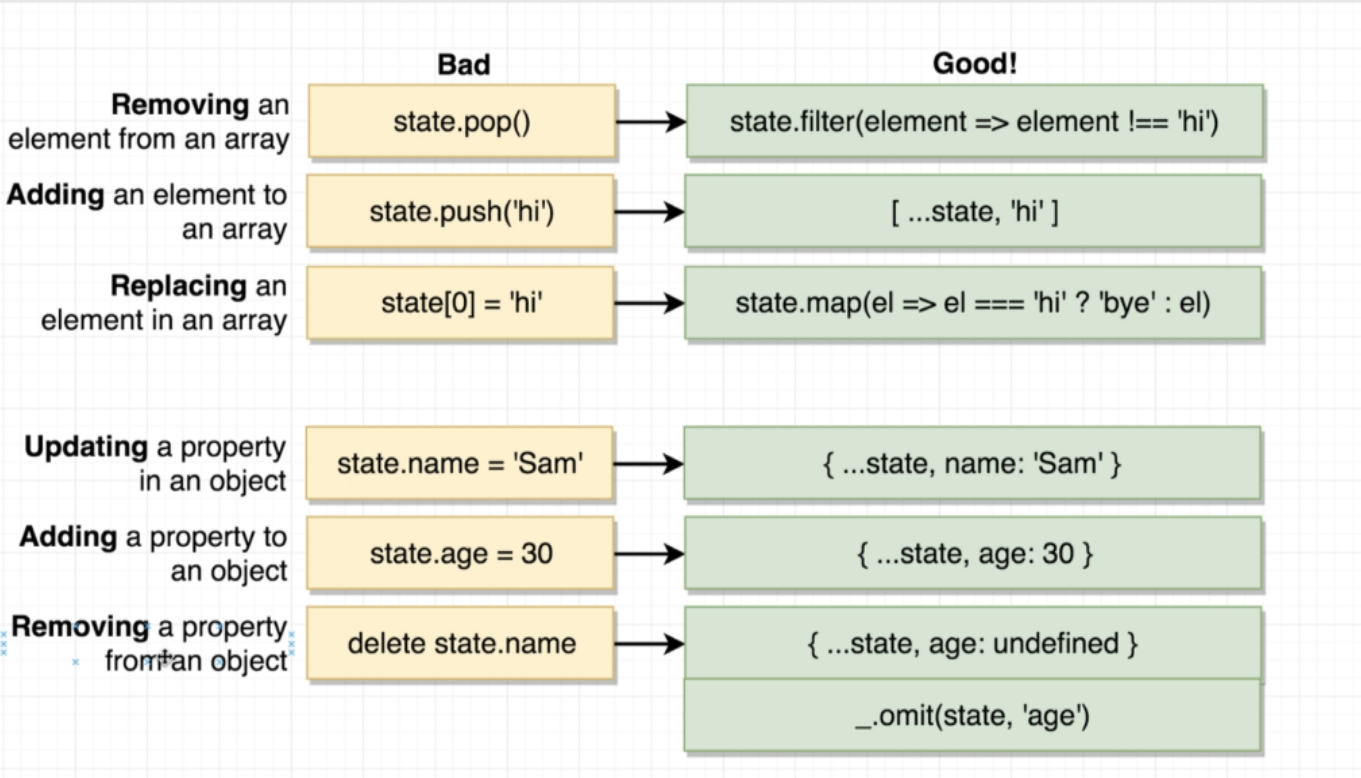 Bad
Good!
Removing an
element from an array
state.pop()
state.filter(element => element !== 'hi')
Adding an element to
an array
state.push('hi')
[ ...state, 'hi' ]
Replacing an
element in an array
state[0] = 'hi'
state.map(el => el === 'hi' ? 'bye' : el)
Updating a property
in an object
state.name = 'Sam'
{ ...state, name: 'Sam' }
Adding a property to
an object
state.age = 30
{ ...state, age: 30 }
Removing a property
from an object
delete state.name
{ ...state, age: undefined }
_.omit(state, 'age')